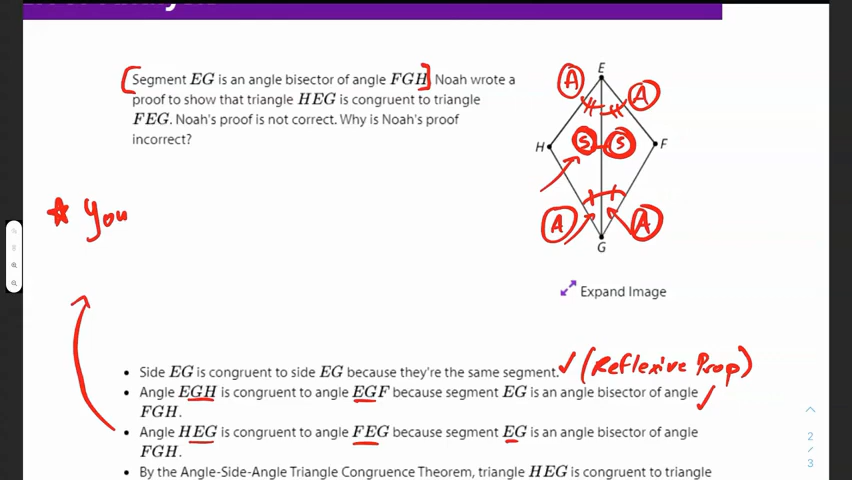 [Segment EG is an angle bisector of angle FGH]. Noah wrote a
proof to show that triangle HEG is congruent to triangle
FEG. Noah's proof is not correct. Why is Noah's proof
incorrect?
E
A
A
H
S
S
F
A
A
G
☆ You
Expand Image
• Side EG is congruent to side EG because they're the same segment. ✓ (Reflexive Prop)
• Angle EGH is congruent to angle EGF because segment EG is an angle bisector of angle
FGH. ✓
• Angle HEG is congruent to angle FEG because segment EG is an angle bisector of angle
FGH.
• By the Angle-Side-Angle Triangle Congruence Theorem, triangle HEG is congruent to triangle
2
3